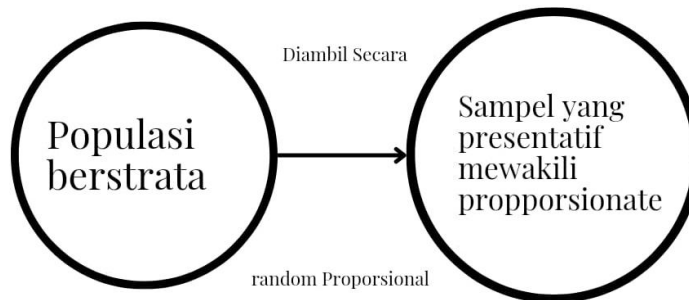 Populasi
berstrata
Diambil Secara
random Proporsional
Sampel yang
presentatif
mewakili
propporsionate